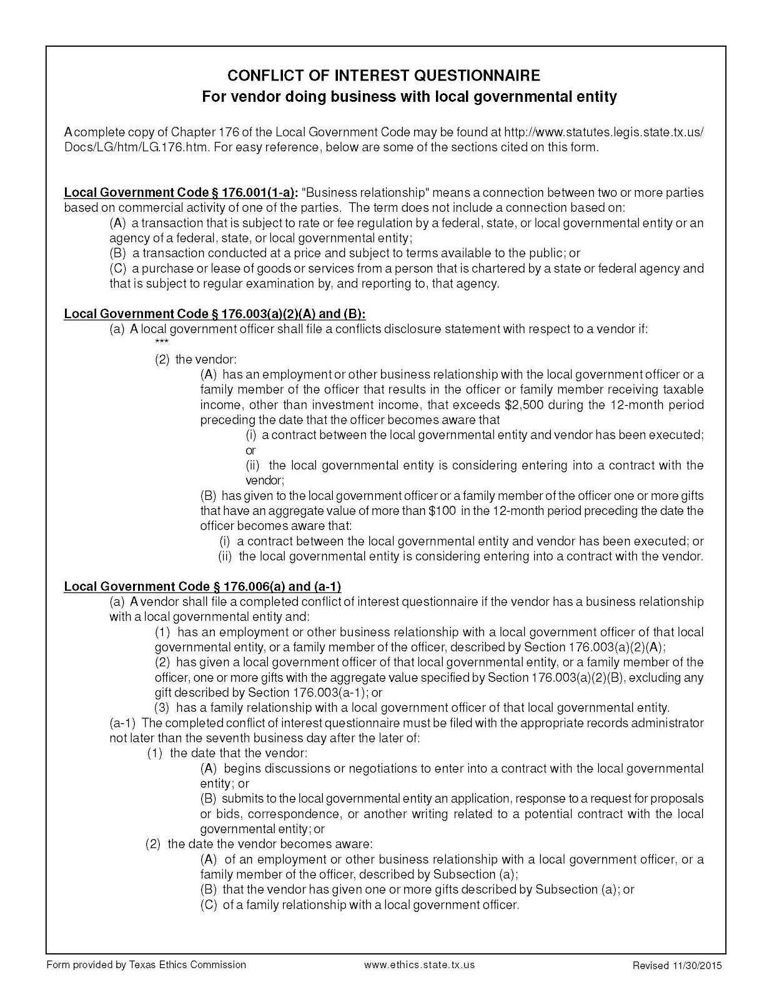 CONFLICT OF INTEREST QUESTIONNAIRE
For vendor doing business with local governmental entity
A complete copy of Chapter 176 of the Local Government Code may be found at http://www.statutes.legis.state.tx.us/
Docs/LG/htm/LG.176.htm. For easy reference, below are some of the sections cited on this form.
Local Government Code § 176.001(1-a): "Business relationship" means a connection between two or more parties
based on commercial activity of one of the parties. The term does not include a connection based on:
(A) a transaction that is subject to rate or fee regulation by a federal, state, or local governmental entity or an
agency of a federal, state, or local governmental entity;
(B) a transaction conducted at a price and subject to terms available to the public; or
(C) a purchase or lease of goods or services from a person that is chartered by a state or federal agency and
that is subject to regular examination by, and reporting to, that agency.
Local Government Code § 176.003(a)(2)(A) and (B):
(a) A local government officer shall file a conflicts disclosure statement with respect to a vendor if:
***
(2) the vendor:
(A) has an employment or other business relationship with the local government officer or a
family member of the officer that results in the officer or family member receiving taxable
income, other than investment income, that exceeds $2,500 during the 12-month period
preceding the date that the officer becomes aware that
(i) a contract between the local governmental entity and vendor has been executed;
or
(ii) the local governmental entity is considering entering into a contract with the
vendor;
(B) has given to the local government officer or a family member of the officer one or more gifts
that have an aggregate value of more than $100 in the 12-month period preceding the date the
officer becomes aware that:
(i) a contract between the local governmental entity and vendor has been executed; or
(ii) the local governmental entity is considering entering into a contract with the vendor.
Local Government Code § 176.006(a) and (a-1)
(a) A vendor shall file a completed conflict of interest questionnaire if the vendor has a business relationship
with a local governmental entity and:
(1) has an employment or other business relationship with a local government officer of that local
governmental entity, or a family member of the officer, described by Section 176.003(a)(2)(A);
(2) has given a local government officer of that local governmental entity, or a family member of the
officer, one or more gifts with the aggregate value specified by Section 176.003(a)(2)(B), excluding any
gift described by Section 176.003(a-1); or
(3) has a family relationship with a local government officer of that local governmental entity.
(a-1) The completed conflict of interest questionnaire must be filed with the appropriate records administrator
not later than the seventh business day after the later of:
(1) the date that the vendor:
(A) begins discussions or negotiations to enter into a contract with the local governmental
entity; or
(B) submits to the local governmental entity an application, response to a request for proposals
or bids, correspondence, or another writing related to a potential contract with the local
governmental entity; or
(2) the date the vendor becomes aware:
(A) of an employment or other business relationship with a local government officer, or a
family member of the officer, described by Subsection (a);
(B) that the vendor has given one or more gifts described by Subsection (a); or
(C) of a family relationship with a local government officer.
Form provided by Texas Ethics Commission www.ethics.state.tx.us Revised 11/30/2015